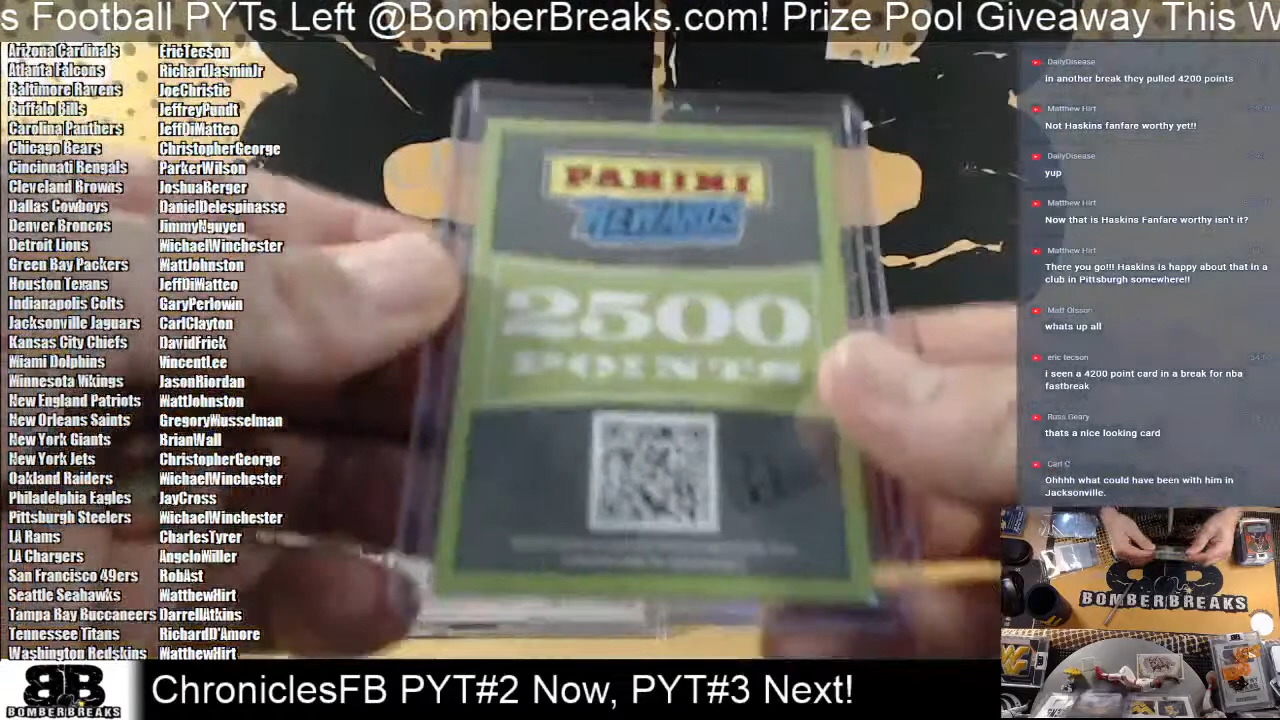 s Football PYTs Left @BomberBreaks.com! Prize Pool Giveaway This W
Arizona Cardinals EricTecson
Atlanta Falcons RichardJasminJr
Baltimore Ravens JoeChristie
Buffalo Bills JeffreyPundt
Carolina Panthers JeffDiMatteo
Chicago Bears ChristopherGeorge
Cincinnati Bengals ParkerWilson
Cleveland Browns JoshuaBerger
Dallas Cowboys DanielDelespinasse
Denver Broncos JimmyNguyen
Detroit Lions MichaelWinchester
Green Bay Packers MattJohnston
Houston Texans JeffDiMatteo
Indianapolis Colts GaryPerlowin
Jacksonville Jaguars CarlClayton
Kansas City Chiefs DavidFrick
Miami Dolphins VincentLee
Minnesota Vikings JasonRiordan
New England Patriots MattJohnston
New Orleans Saints GregoryMusselman
New York Giants BrianWall
New York Jets ChristopherGeorge
Oakland Raiders MichaelWinchester
Philadelphia Eagles JayCross
Pittsburgh Steelers MichaelWinchester
LA Rams CharlesTyrer
LA Chargers AngeloMiller
San Francisco 49ers RobAst
Seattle Seahawks MatthewHirt
Tampa Bay Buccaneers DarrellAtkins
Tennessee Titans RichardD'Amore
Washington Redskins MatthewHirt
PANINI
REWARDS
2500
POINTS
DailyDisease
in another break they pulled 4200 points
Matthew Hirt
Not Haskins fanfare worthy yet!!
DailyDisease
yup
Matthew Hirt
Now that is Haskins Fanfare worthy isn't it?
Matthew Hirt
There you go!!! Haskins is happy about that in a
club in Pittsburgh somewhere!!
Matt Olsson
whats up all
eric tecson
i seen a 4200 point card in a break for nba
fastbreak
Russ Geary
thats a nice looking card
Carl C
Ohhhh what could have been with him in
Jacksonville.
BOMBERBREAKS
BB
BOMBERBREAKS
ChroniclesFB PYT#2 Now, PYT#3 Next!